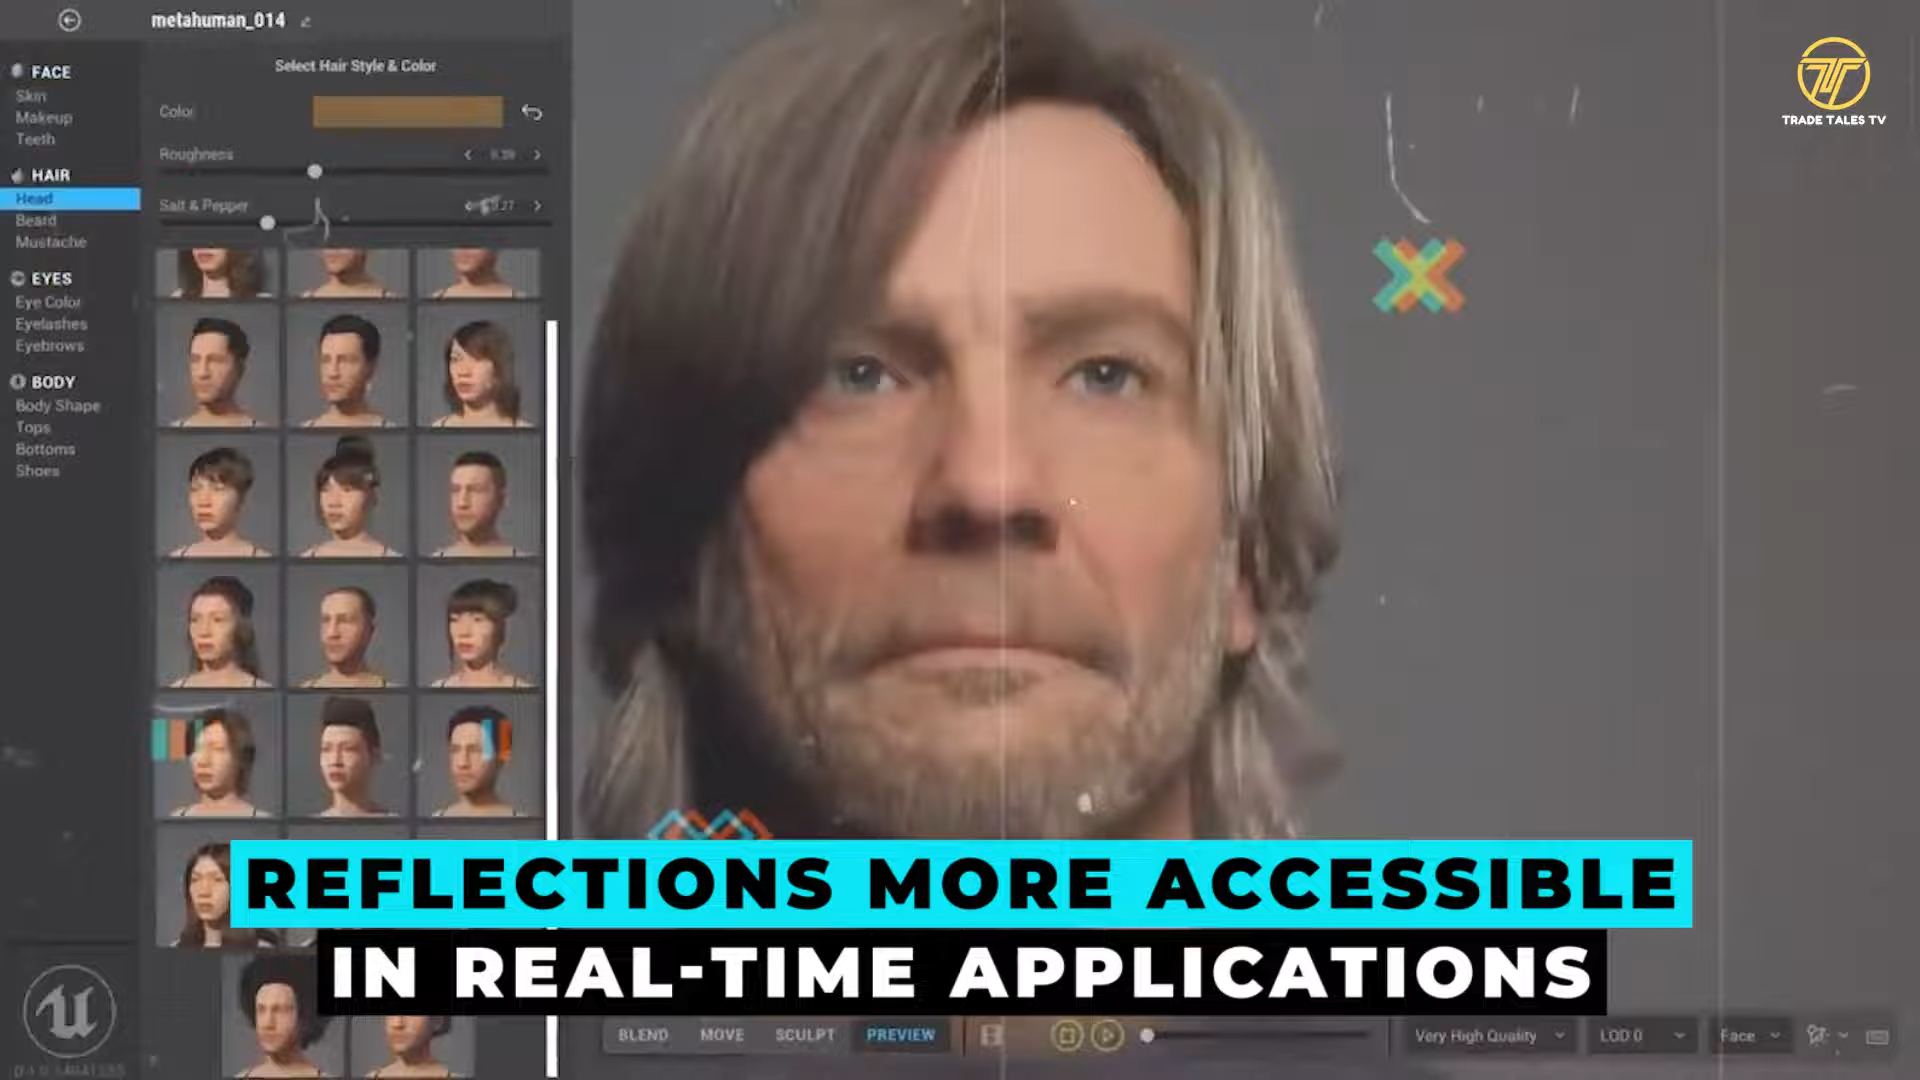 metahuman_014
Select Hair Style & Color
FACE
Skin
Makeup
Teeth
HAIR
Head
Beard
Mustache
EYES
Eye Color
Eyelashes
Eyebrows
BODY
Body Shape
Tops
Bottoms
Shoes
Color
Roughness
Salt & Pepper
TRADE TALES TV
REFLECTIONS MORE ACCESSIBLE
IN REAL-TIME APPLICATIONS
BLEND MOVE SCULPT PREVIEW
Very High Quality LOD 0 Face